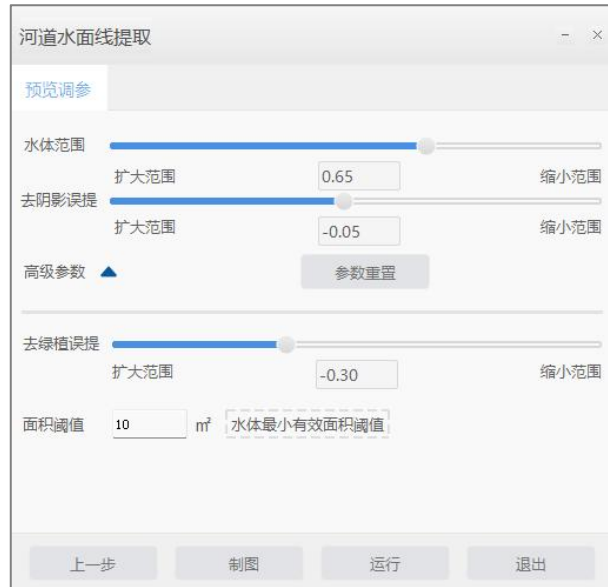 河道水面线提取
预览调参
水体范围
扩大范围 0.65 缩小范围
去阴影误提
扩大范围 -0.05 缩小范围
高级参数 参数重置
去绿植误提
扩大范围 -0.30 缩小范围
面积阈值 10 ㎡ 水体最小有效面积阈值
上一步 制图 运行 退出